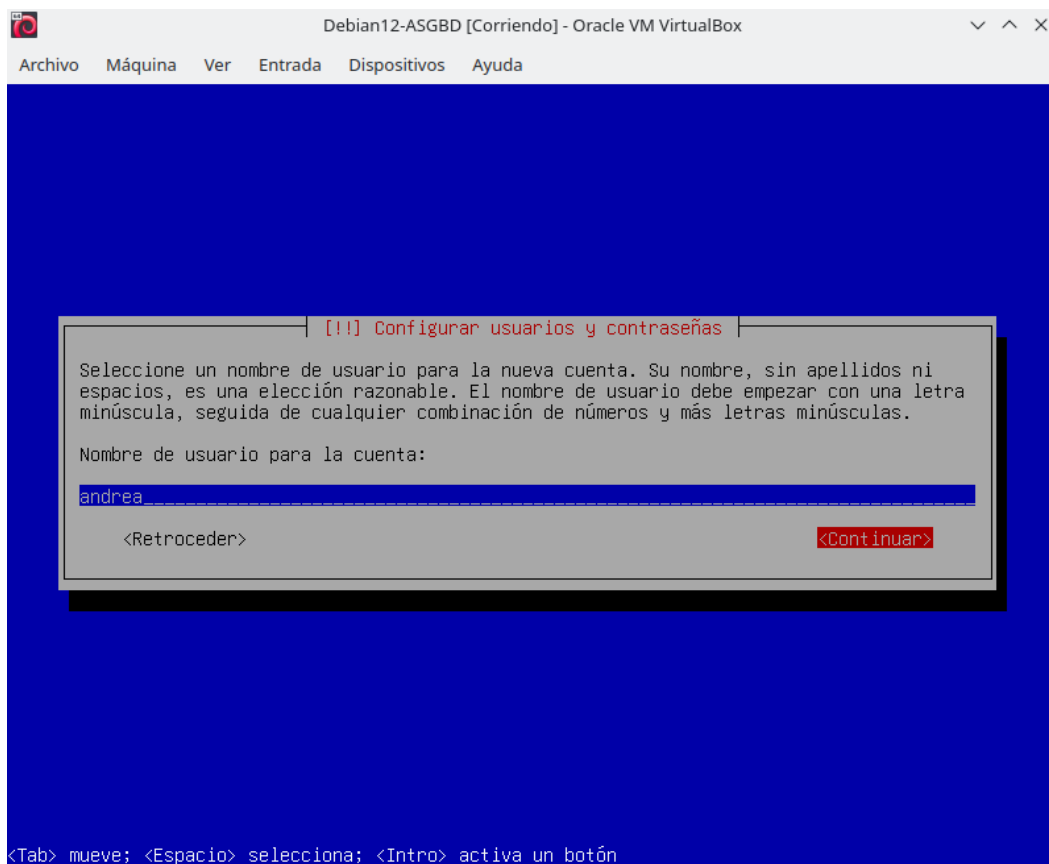 Debian12-ASGBD [Corriendo] - Oracle VM VirtualBox
Archivo Máquina Ver Entrada Dispositivos Ayuda
[!!] Configurar usuarios y contraseñas
Seleccione un nombre de usuario para la nueva cuenta. Su nombre, sin apellidos ni
espacios, es una elección razonable. El nombre de usuario debe empezar con una letra
minúscula, seguida de cualquier combinación de números y más letras minúsculas.
Nombre de usuario para la cuenta:
andrea
<Retroceder> <Continuar>
<Tab> mueve; <Espacio> selecciona; <Intro> activa un botón